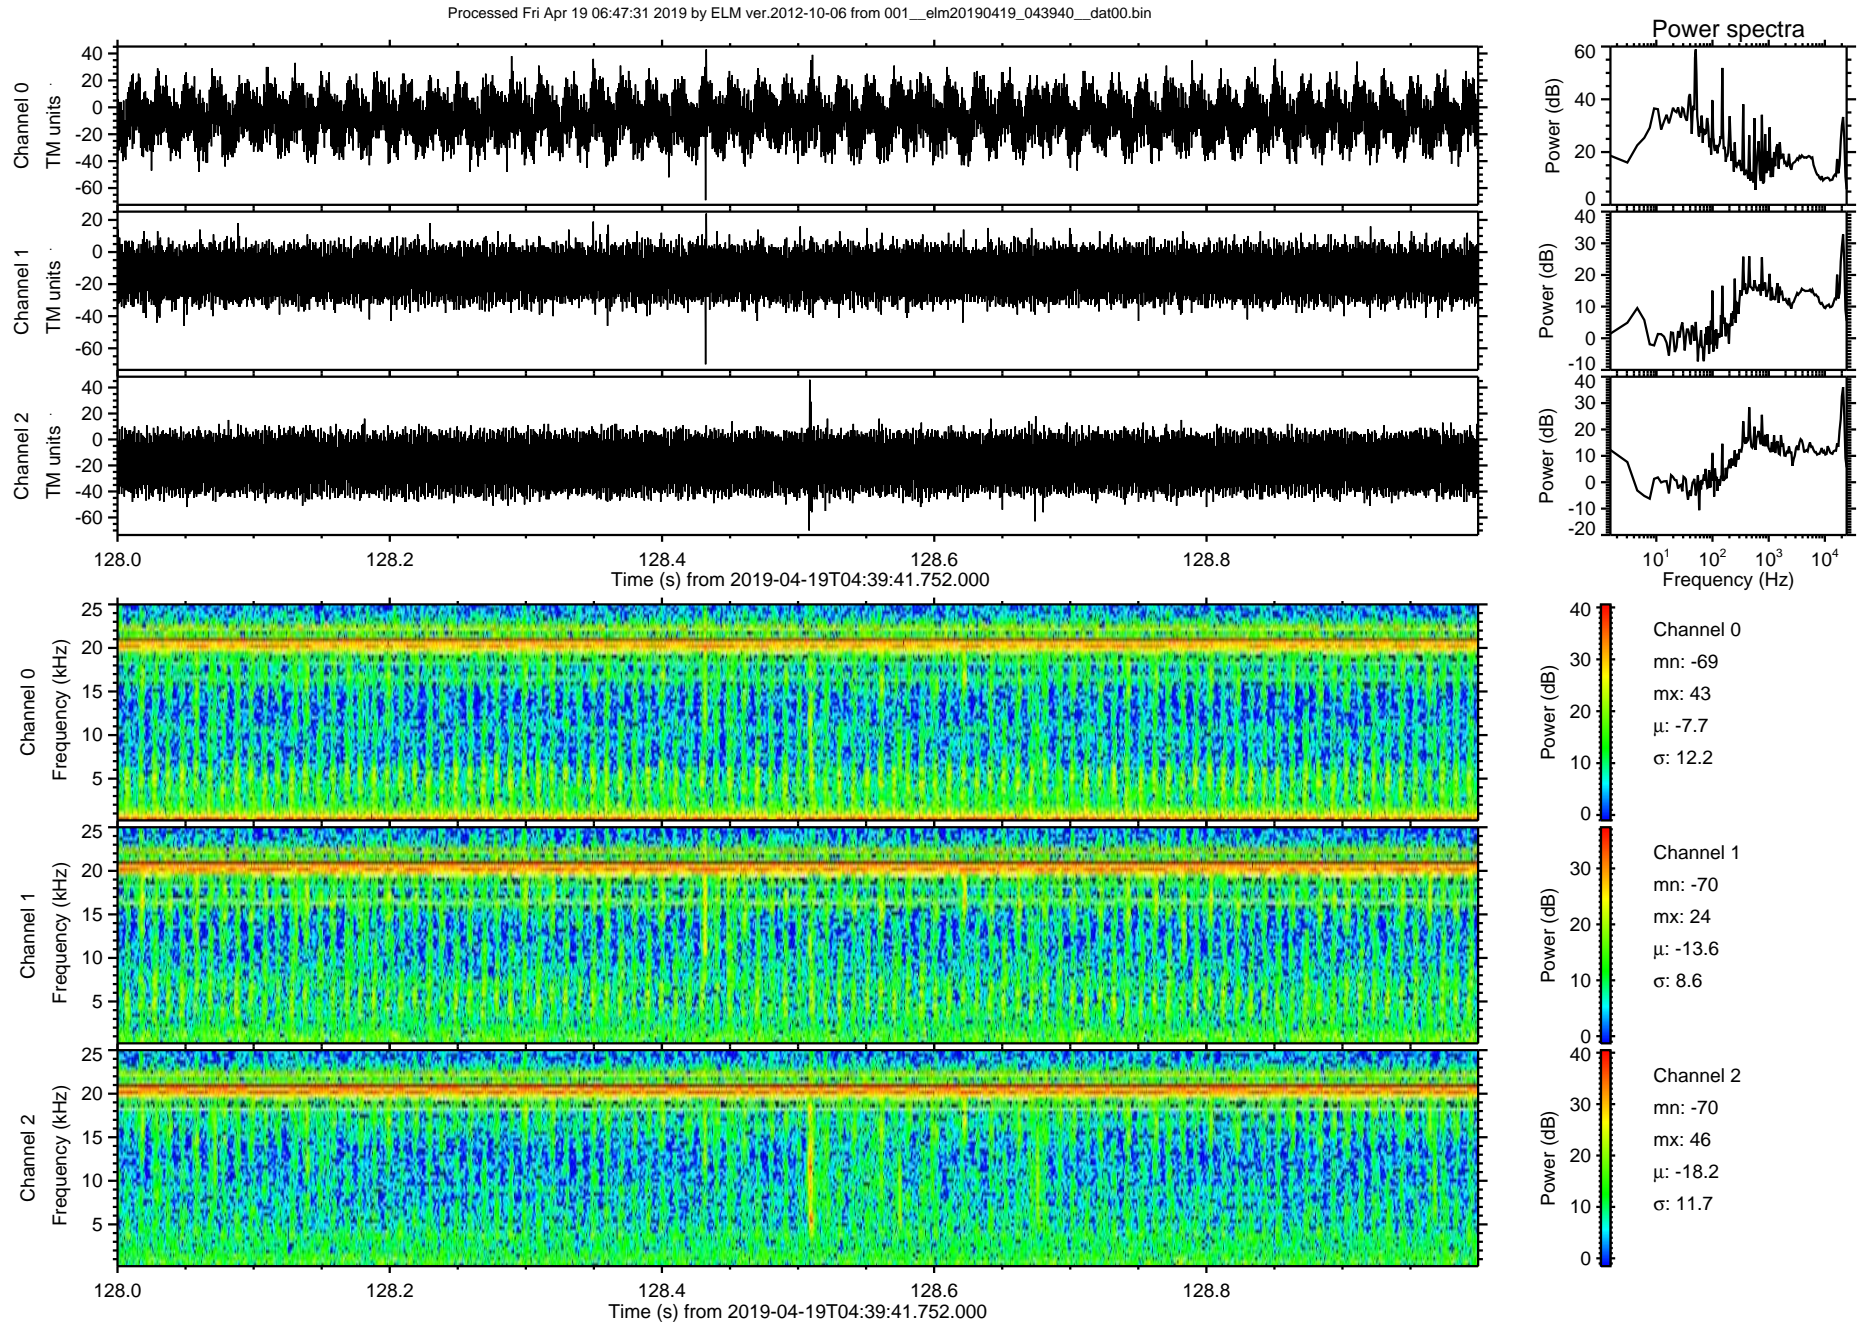 Processed Fri Apr 19 06:47:31 2019 by ELM ver.2012-10-06 from 001__elm20190419_043940__dat00.bin
Power spectra
Channel 0
TM units
40
20
0
-20
-40
-60
Power (dB)
60
40
20
0
Channel 1
TM units
20
0
-20
-40
-60
Power (dB)
40
30
20
10
0
-10
Channel 2
TM units
40
20
0
-20
-40
-60
Power (dB)
40
30
20
10
0
-10
-20
128.0 128.2 128.4 128.6 128.8
Time (s) from 2019-04-19T04:39:41.752.000
10¹ 10² 10³ 10⁴
Frequency (Hz)
Channel 0
Frequency (kHz)
25
20
15
10
5
Power (dB)
40
30
20
10
0
Channel 0
mn: -69
mx: 43
μ: -7.7
σ: 12.2
Channel 1
Frequency (kHz)
25
20
15
10
5
Power (dB)
30
20
10
0
Channel 1
mn: -70
mx: 24
μ: -13.6
σ: 8.6
Channel 2
Frequency (kHz)
25
20
15
10
5
Power (dB)
40
30
20
10
0
Channel 2
mn: -70
mx: 46
μ: -18.2
σ: 11.7
128.0 128.2 128.4 128.6 128.8
Time (s) from 2019-04-19T04:39:41.752.000